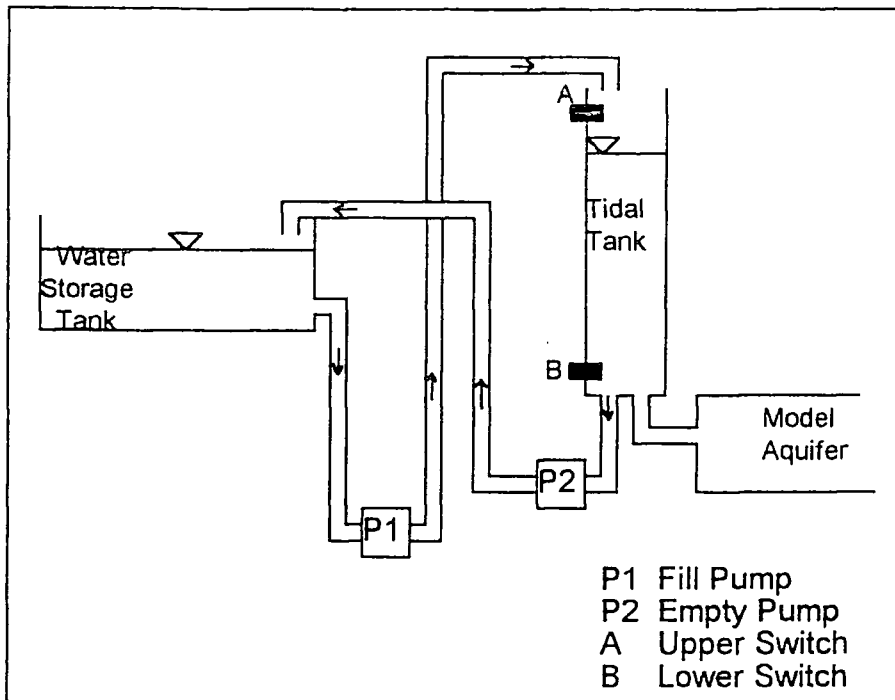 A
Tidal
Tank
Water
Storage
Tank
B
Model
Aquifer
P2
P1
P1 Fill Pump
P2 Empty Pump
A Upper Switch
B Lower Switch